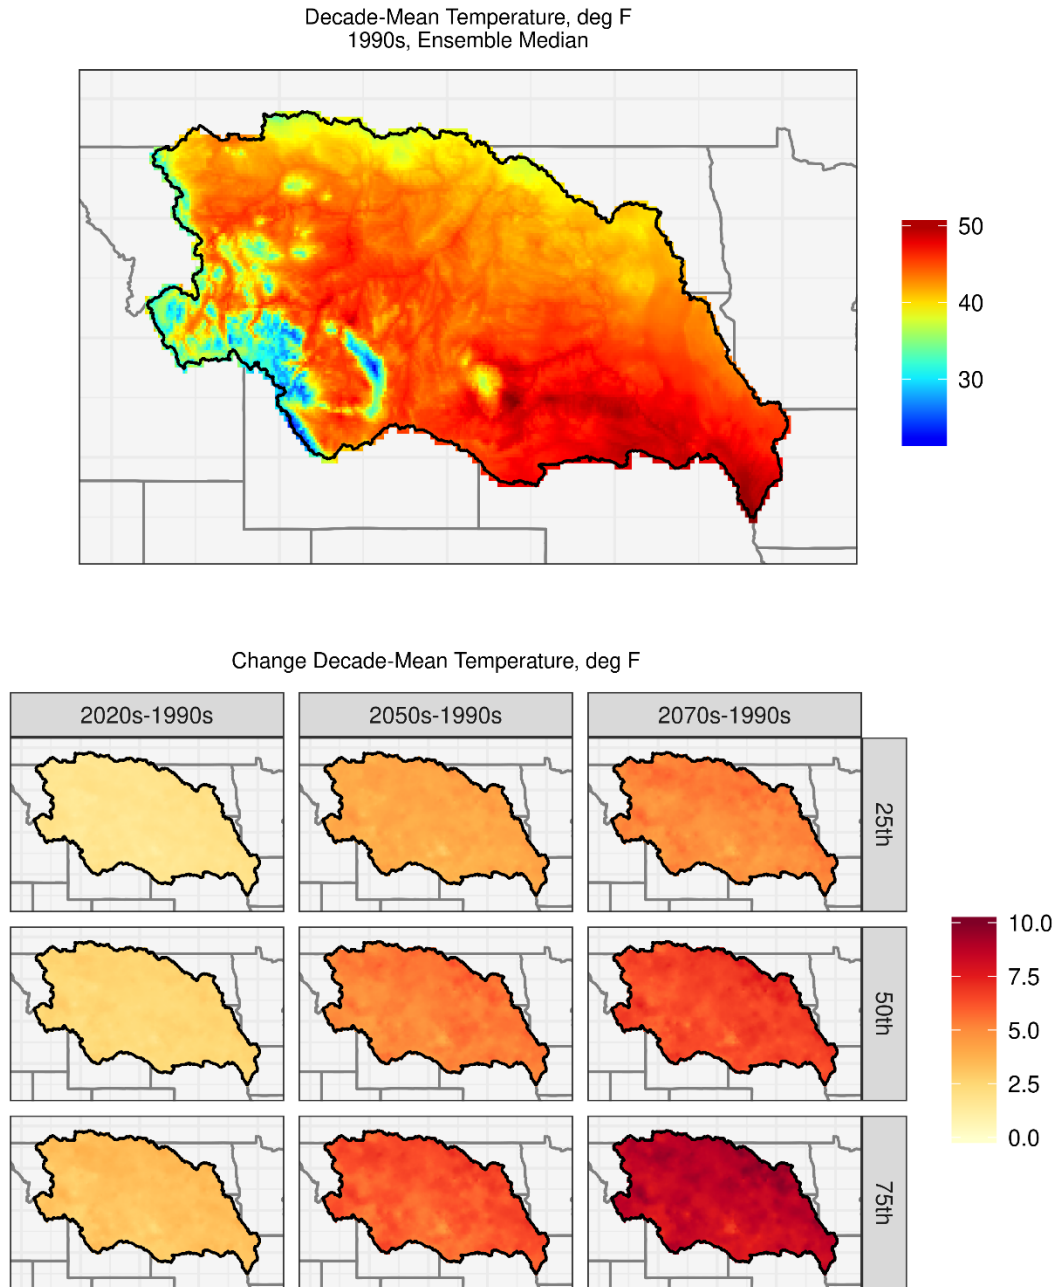 Decade-Mean Temperature, deg F
1990s, Ensemble Median
50
40
30
Change Decade-Mean Temperature, deg F
2020s-1990s
2050s-1990s
2070s-1990s
25th
50th
75th
10.0
7.5
5.0
2.5
0.0